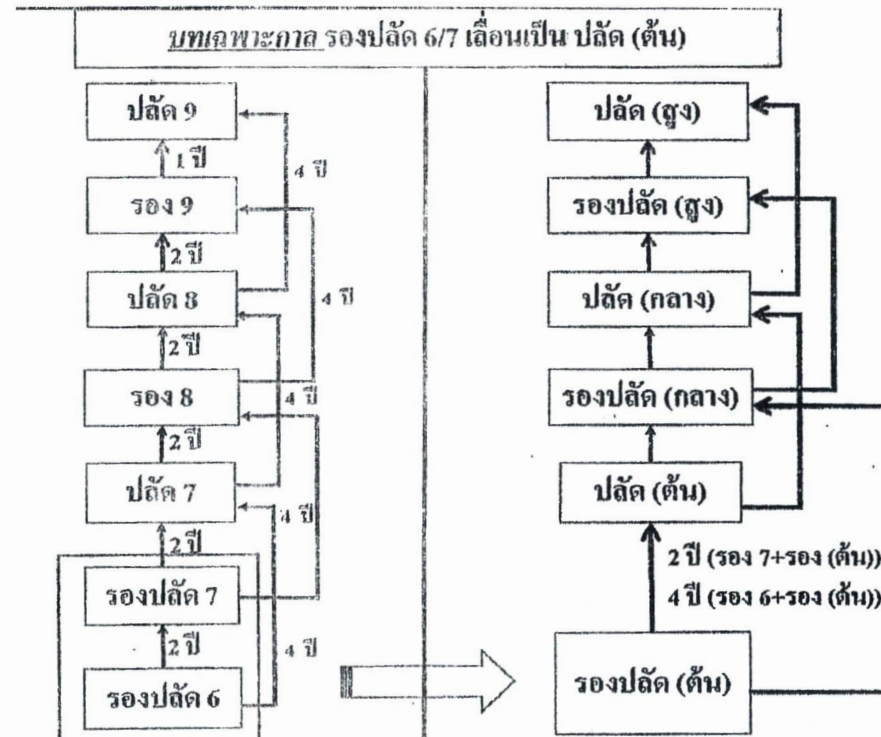 บทเฉพาะกาล รองปลัด 6/7 เลื่อนเป็น ปลัด (ต้น)
ปลัด 9
1 ปี
4 ปี
รอง 9
2 ปี
4 ปี
ปลัด 8
2 ปี
รอง 8
4 ปี
2 ปี
ปลัด 7
4 ปี
2 ปี
รองปลัด 7
2 ปี
4 ปี
รองปลัด 6
ปลัด (สูง)
รองปลัด (สูง)
ปลัด (กลาง)
รองปลัด (กลาง)
ปลัด (ต้น)
2 ปี (รอง 7+รอง (ต้น))
4 ปี (รอง 6+รอง (ต้น))
รองปลัด (ต้น)